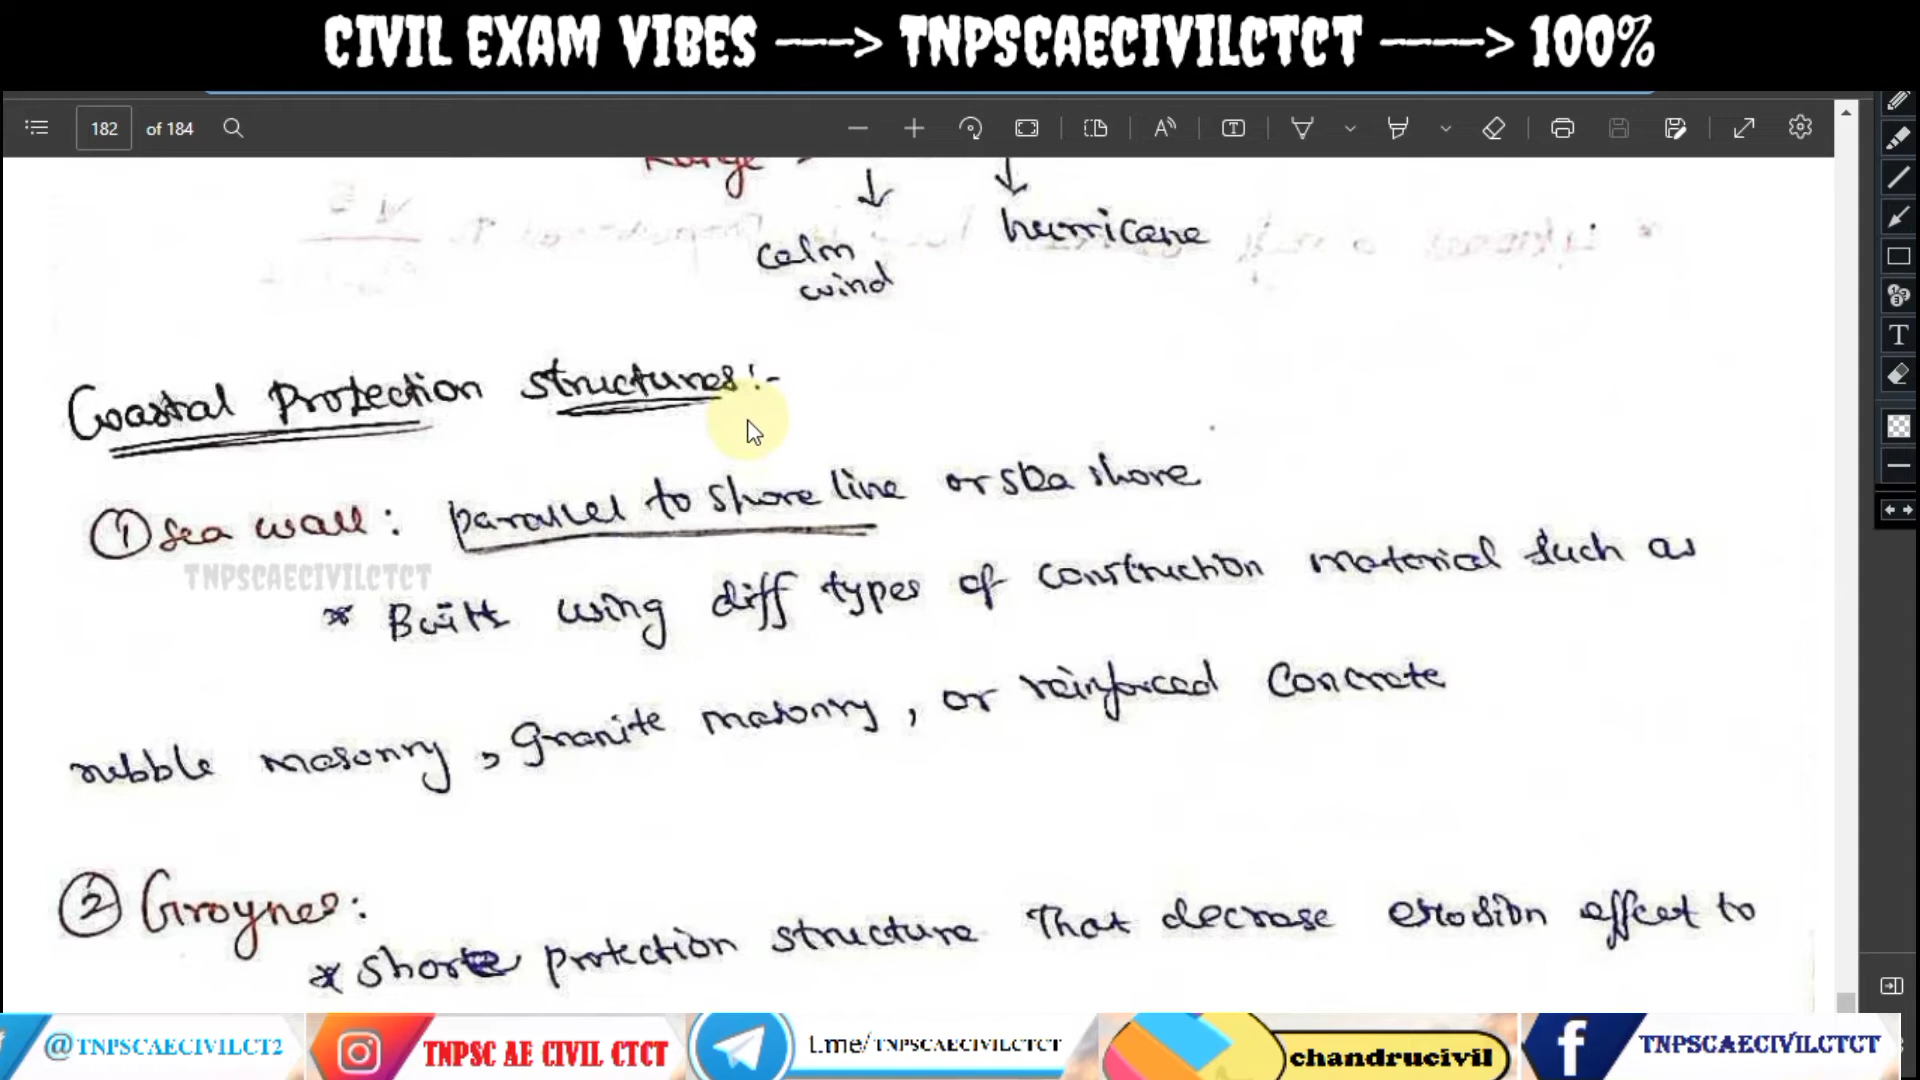 CIVIL EXAM VIBES ---> TNPSCAECIVILCTCT ----> 100%
182 of 184
Range
calm
wind
hurricane
Coastal Protection structures:-
① Sea wall: parallel to shore line or sea shore
TNPSCAECIVILCTCT
* Built using diff types of construction material such as
rubble masonry, granite masonry, or reinforced concrete
② Groynes:
* Shore protection structure That decrase erosion effect to
@TNPSCAECIVILCT2
TNPSC AE CIVIL CTCT
t.me/TNPSCAECIVILCTCT
chandrucivil
TNPSCAECIVILCTCT